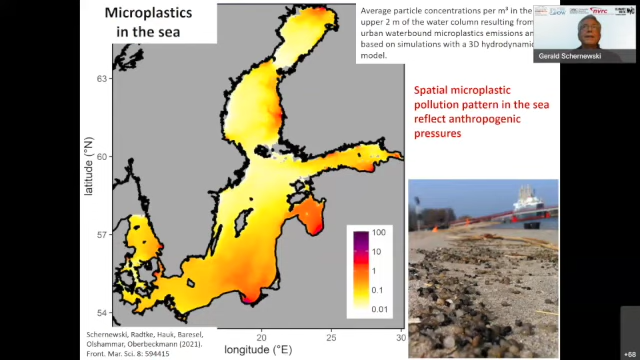 Microplastics
in the sea
Average particle concentrations per m³ in the
upper 2 m of the water column resulting from
urban waterbound microplastics emissions an
based on simulations with a 3D hydrodynamic
model.
Gerald Schernewski
Spatial microplastic
pollution pattern in the sea
reflect anthropogenic
pressures
latitude (°N)
63
60
57
54
100
10
1
0.1
0.01
20
25
30
longitude (°E)
Schernewski, Radtke, Hauk, Baresel,
Olshammar, Oberbeckmann (2021).
Front. Mar. Sci. 8: 594415
+68